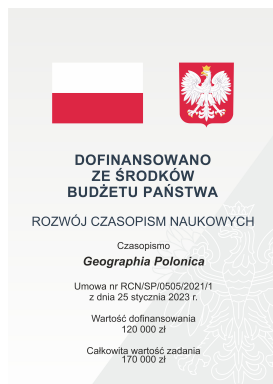 DOFINANSOWANO
ZE ŚRODKÓW
BUDŻETU PAŃSTWA
ROZWÓJ CZASOPISM NAUKOWYCH
Czasopismo
Geographia Polonica
Umowa nr RCN/SP/0505/2021/1
z dnia 25 stycznia 2023 r.
Wartość dofinansowania
120 000 zł
Całkowita wartość zadania
170 000 zł